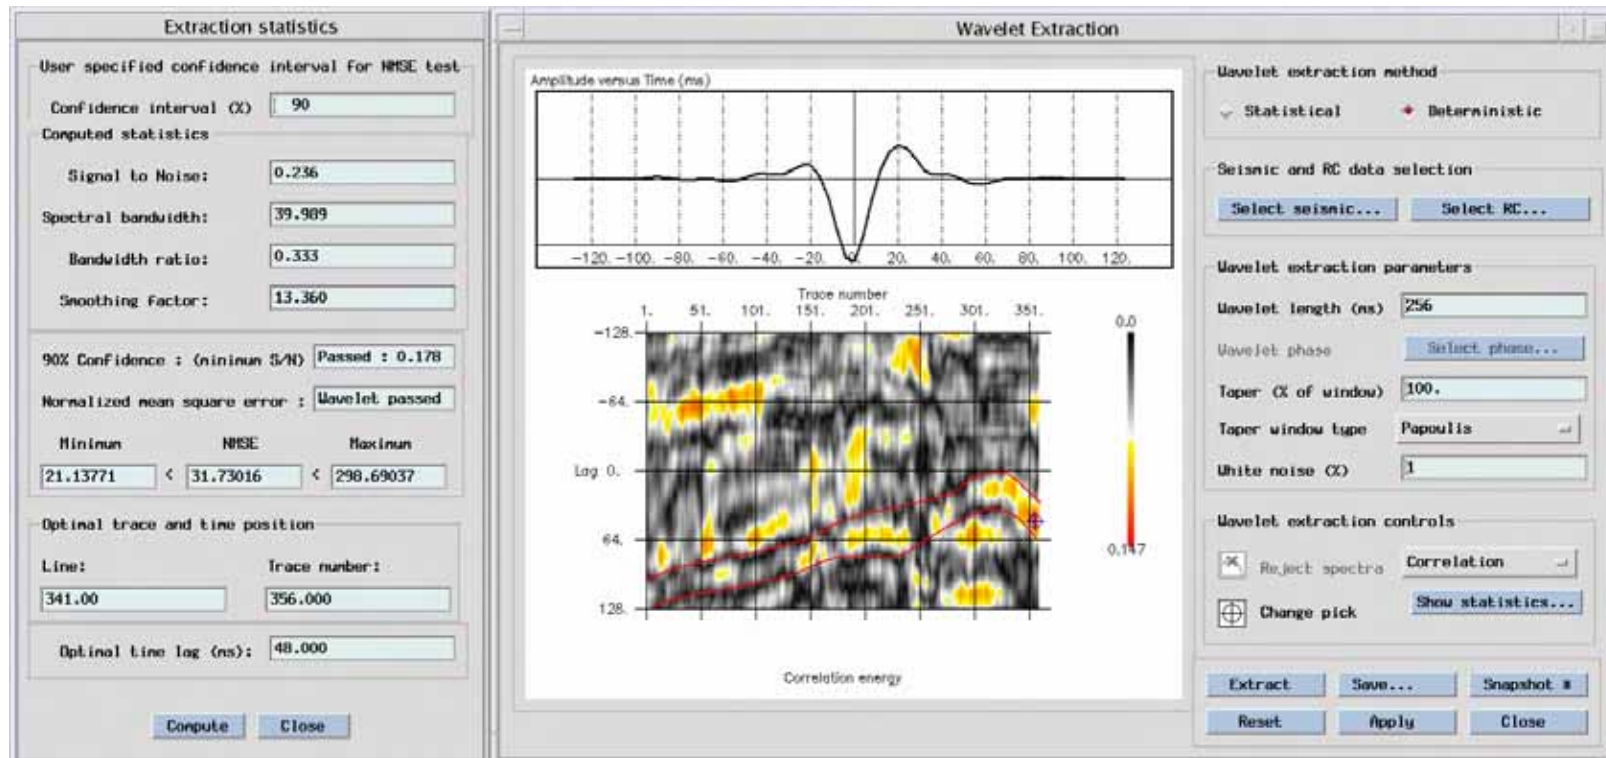 Extraction statistics
User specified confidence interval for NMSE test
Confidence interval (%) 90
Computed statistics
Signal to Noise: 0.236
Spectral bandwidth: 39.989
Bandwidth ratio: 0.333
Smoothing factor: 13.360
90% Confidence : (minimum S/N) Passed : 0.178
Normalized mean square error : Wavelet passed
Minimum NMSE Maximum
21.13771 < 31.73016 < 298.69037
Optimal trace and time position
Line: Trace number:
341.00 356.000
Optimal time lag (ms): 48.000
Compute Close
Wavelet Extraction
Amplitude versus Time (ms)
-120. -100. -80. -60. -40. -20. 0. 20. 40. 60. 80. 100. 120.
Trace number
1. 51. 101. 151. 201. 251. 301. 351.
-128.
-64.
Lag 0.
64.
128.
0.0
0.147
Correlation energy
Wavelet extraction method
Statistical Deterministic
Seismic and RC data selection
Select seismic... Select RC...
Wavelet extraction parameters
Wavelet length (ms) 256
Wavelet phase Select phase...
Taper (% of window) 100.
Taper window type Papoulis
White noise (%) 1
Wavelet extraction controls
Reject spectra Correlation
Change pick Show statistics...
Extract Save... Snapshot #
Reset Apply Close